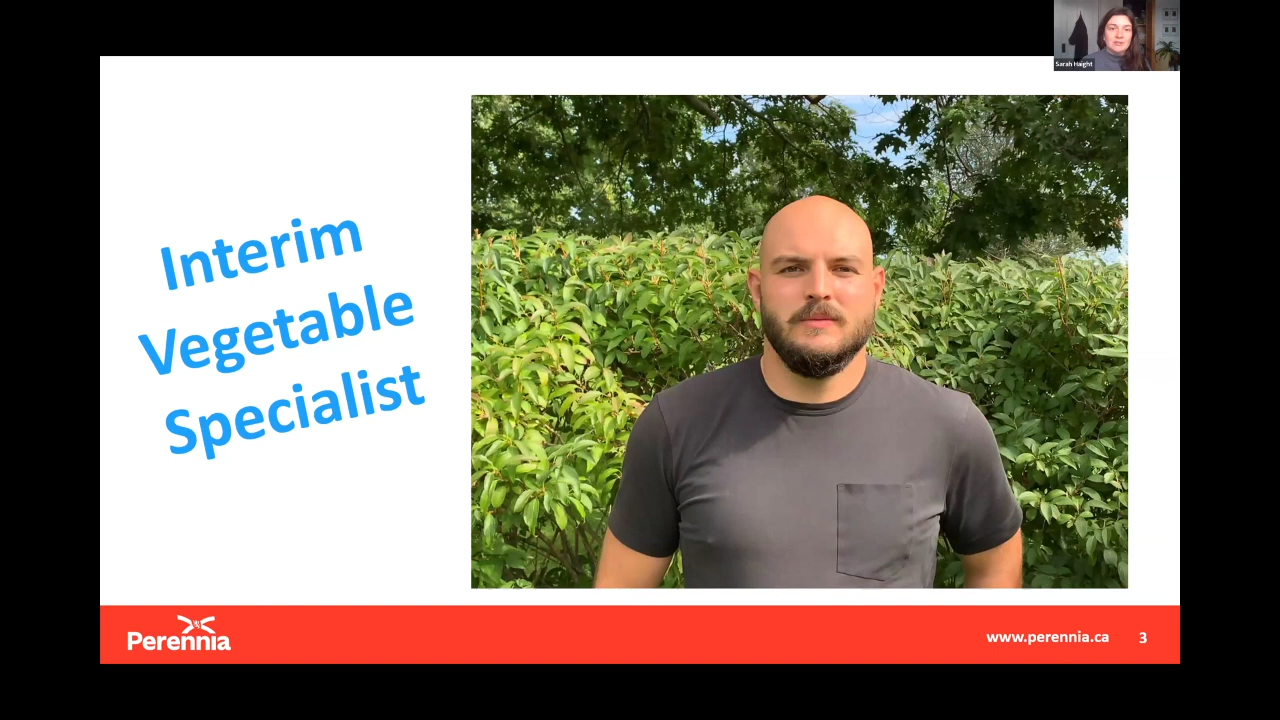 Sarah Haight
Interim
Vegetable
Specialist
Perennia
www.perennia.ca 3